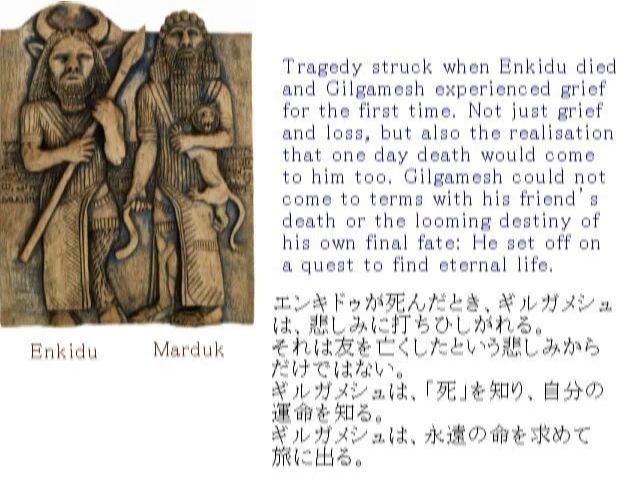 Tragedy struck when Enkidu died
and Gilgamesh experienced grief
for the first time. Not just grief
and loss, but also the realisation
that one day death would come
to him too. Gilgamesh could not
come to terms with his friend's
death or the looming destiny of
his own final fate: He set off on
a quest to find eternal life.
エンキドゥが死んだとき、ギルガメシュ
は、悲しみに打ちひしがれる。
それは友を亡くしたという悲しみから
だけではない。
ギルガメシュは、「死」を知り、自分の
運命を知る。
ギルガメシュは、永遠の命を求めて
旅に出る。
Enkidu Marduk